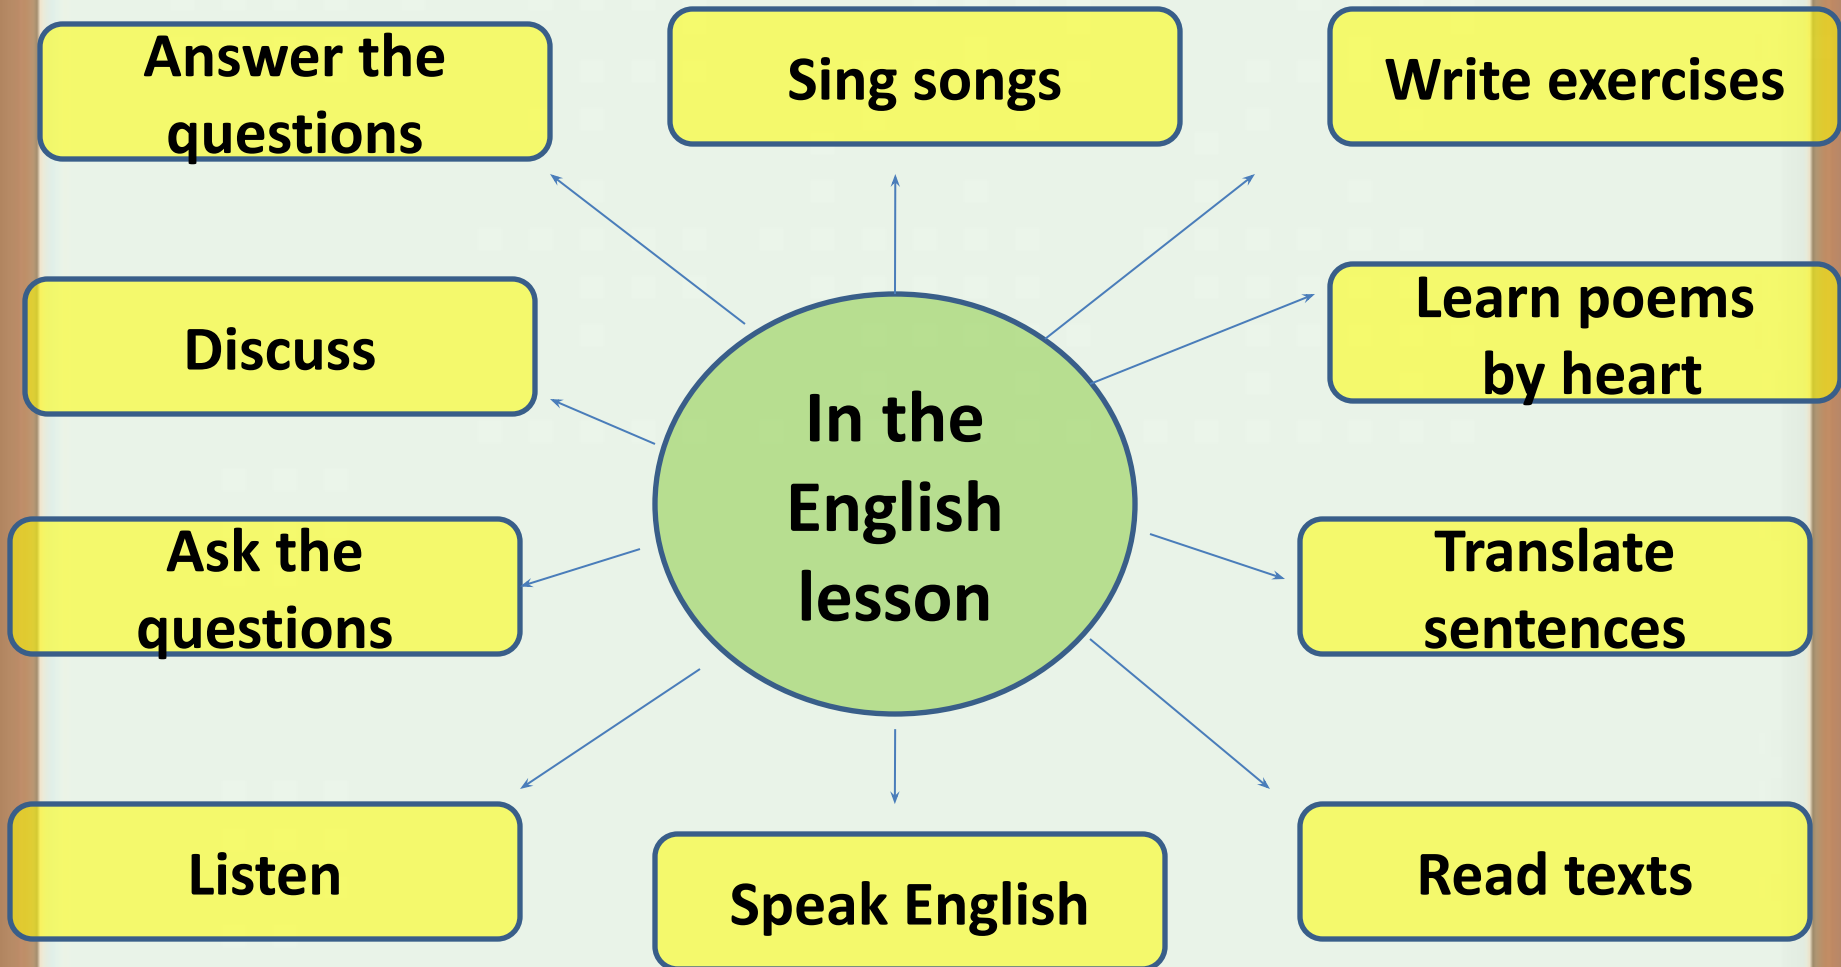 Answer the
questions
Sing songs
Write exercises
Discuss
Learn poems
by heart
In the
English
lesson
Ask the
questions
Translate
sentences
Listen
Speak English
Read texts